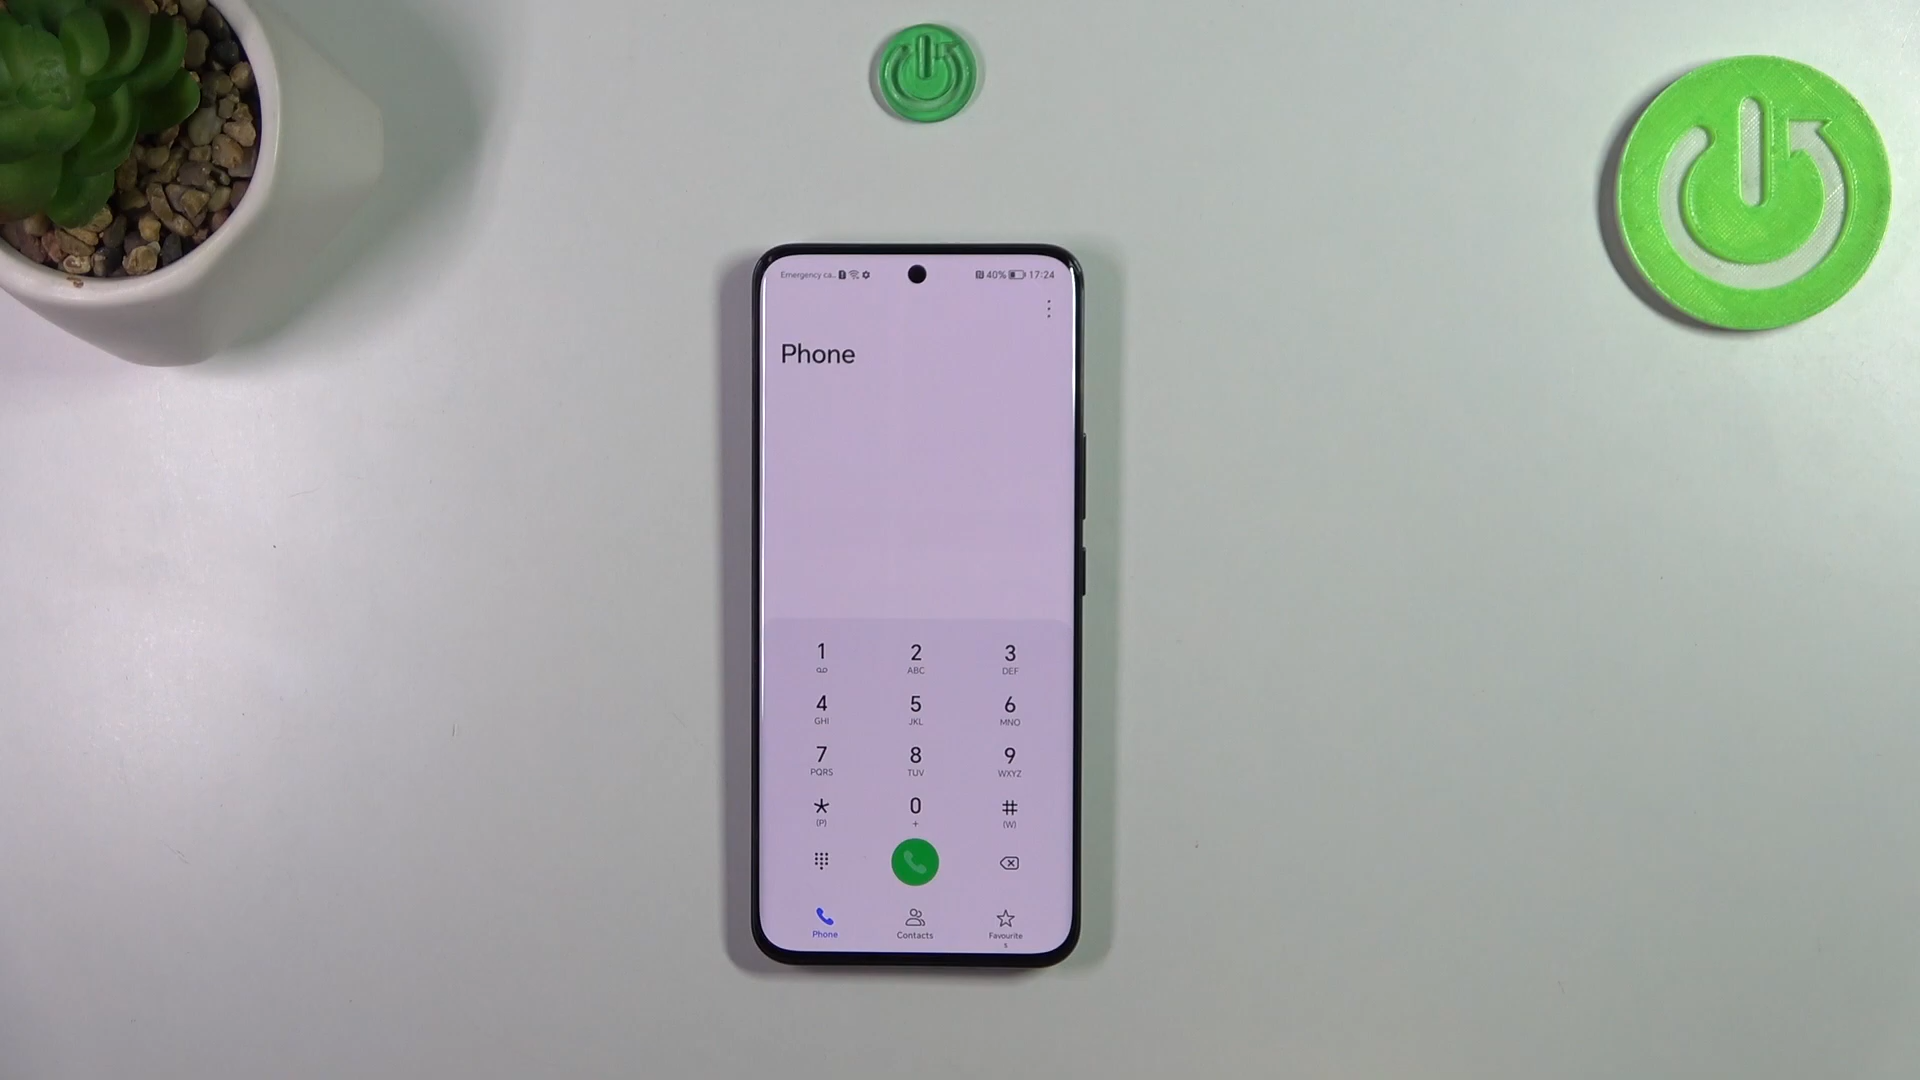 Emergency ca.. 40% 17:24
Phone
1 2 3
ABC DEF
4 5 6
GHI JKL MNO
7 8 9
PQRS TUV WXYZ
* 0 #
(P) + (W)
Phone Contacts Favourite
s